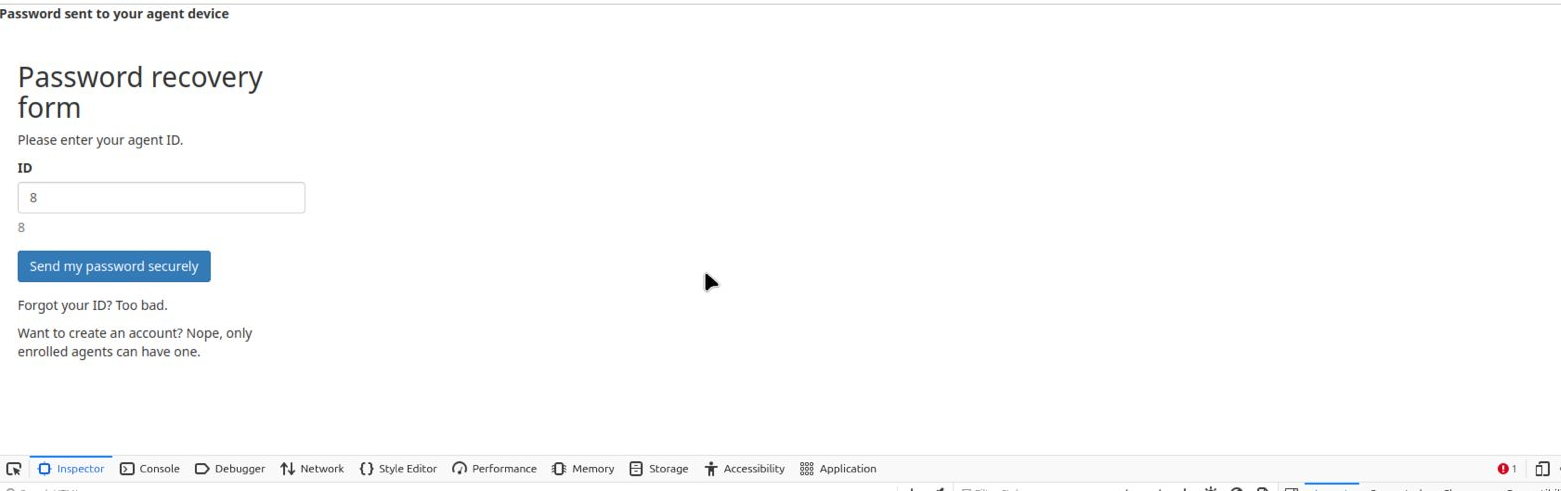 Password sent to your agent device
Password recovery
form
Please enter your agent ID.
ID
8
8
Send my password securely
Forgot your ID? Too bad.
Want to create an account? Nope, only
enrolled agents can have one.
Inspector Console Debugger Network Style Editor Performance Memory Storage Accessibility Application 1